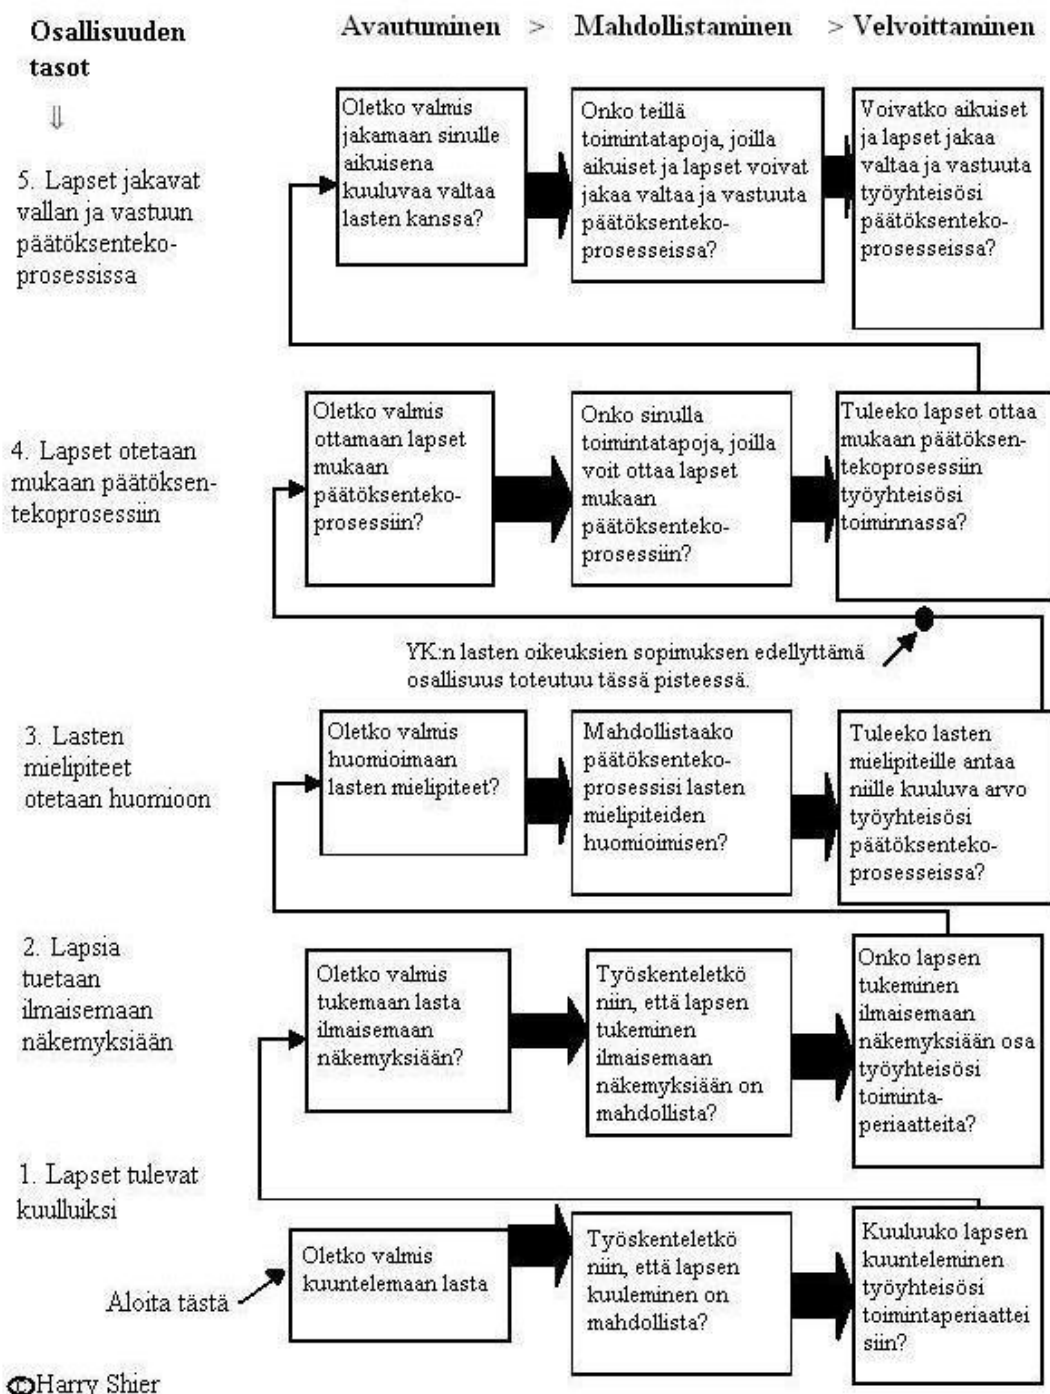 Osallisuuden
tasot
⇓
Avautuminen > Mahdollistaminen > Velvoittaminen
5. Lapset jakavat
vallan ja vastuun
päätöksenteko-
prosessissa
Oletko valmis
jakamaan sinulle
aikuisena
kuuluvaa valtaa
lasten kanssa?
Onko teillä
toimintatapoja, joilla
aikuiset ja lapset voivat
jakaa valtaa ja vastuuta
päätöksenteko-
prosesseissa?
Voivatko aikuiset
ja lapset jakaa
valtaa ja vastuuta
työyhteisösi
päätöksenteko-
prosesseissa?
4. Lapset otetaan
mukaan päätöksen-
tekoprosessiin
Oletko valmis
ottamaan lapset
mukaan
päätöksenteko-
prosessiin?
Onko sinulla
toimintatapoja, joilla
voit ottaa lapset
mukaan
päätöksenteko-
prosessiin?
Tuleeko lapset ottaa
mukaan päätöksen-
tekoprosessiin
työyhteisösi
toiminnassa?
YK:n lasten oikeuksien sopimuksen edellyttämä
osallisuus toteutuu tässä pisteessä.
3. Lasten
mielipiteet
otetaan huomioon
Oletko valmis
huomioimaan
lasten mielipiteet?
Mahdollistaako
päätöksenteko-
prosessisi lasten
mielipiteiden
huomioimisen?
Tuleeko lasten
mielipiteille antaa
niille kuuluva arvo
työyhteisösi
päätöksenteko-
prosesseissa?
2. Lapsia
tuetaan
ilmaisemaan
näkemyksiään
Oletko valmis
tukemaan lasta
ilmaisemaan
näkemyksiään?
Työskenteletkö
niin, että lapsen
tukeminen
ilmaisemaan
näkemyksiään on
mahdollista?
Onko lapsen
tukeminen
ilmaisemaan
näkemyksiään osa
työyhteisösi
toiminta-
periaatteita?
1. Lapset tulevat
kuulluiksi
Aloita tästä
Oletko valmis
kuuntelemaan lasta
Työskenteletkö
niin, että lapsen
kuuleminen on
mahdollista?
Kuuluuko lapsen
kuunteleminen
työyhteisösi
toimintaperiaattei
siin?
©Harry Shier